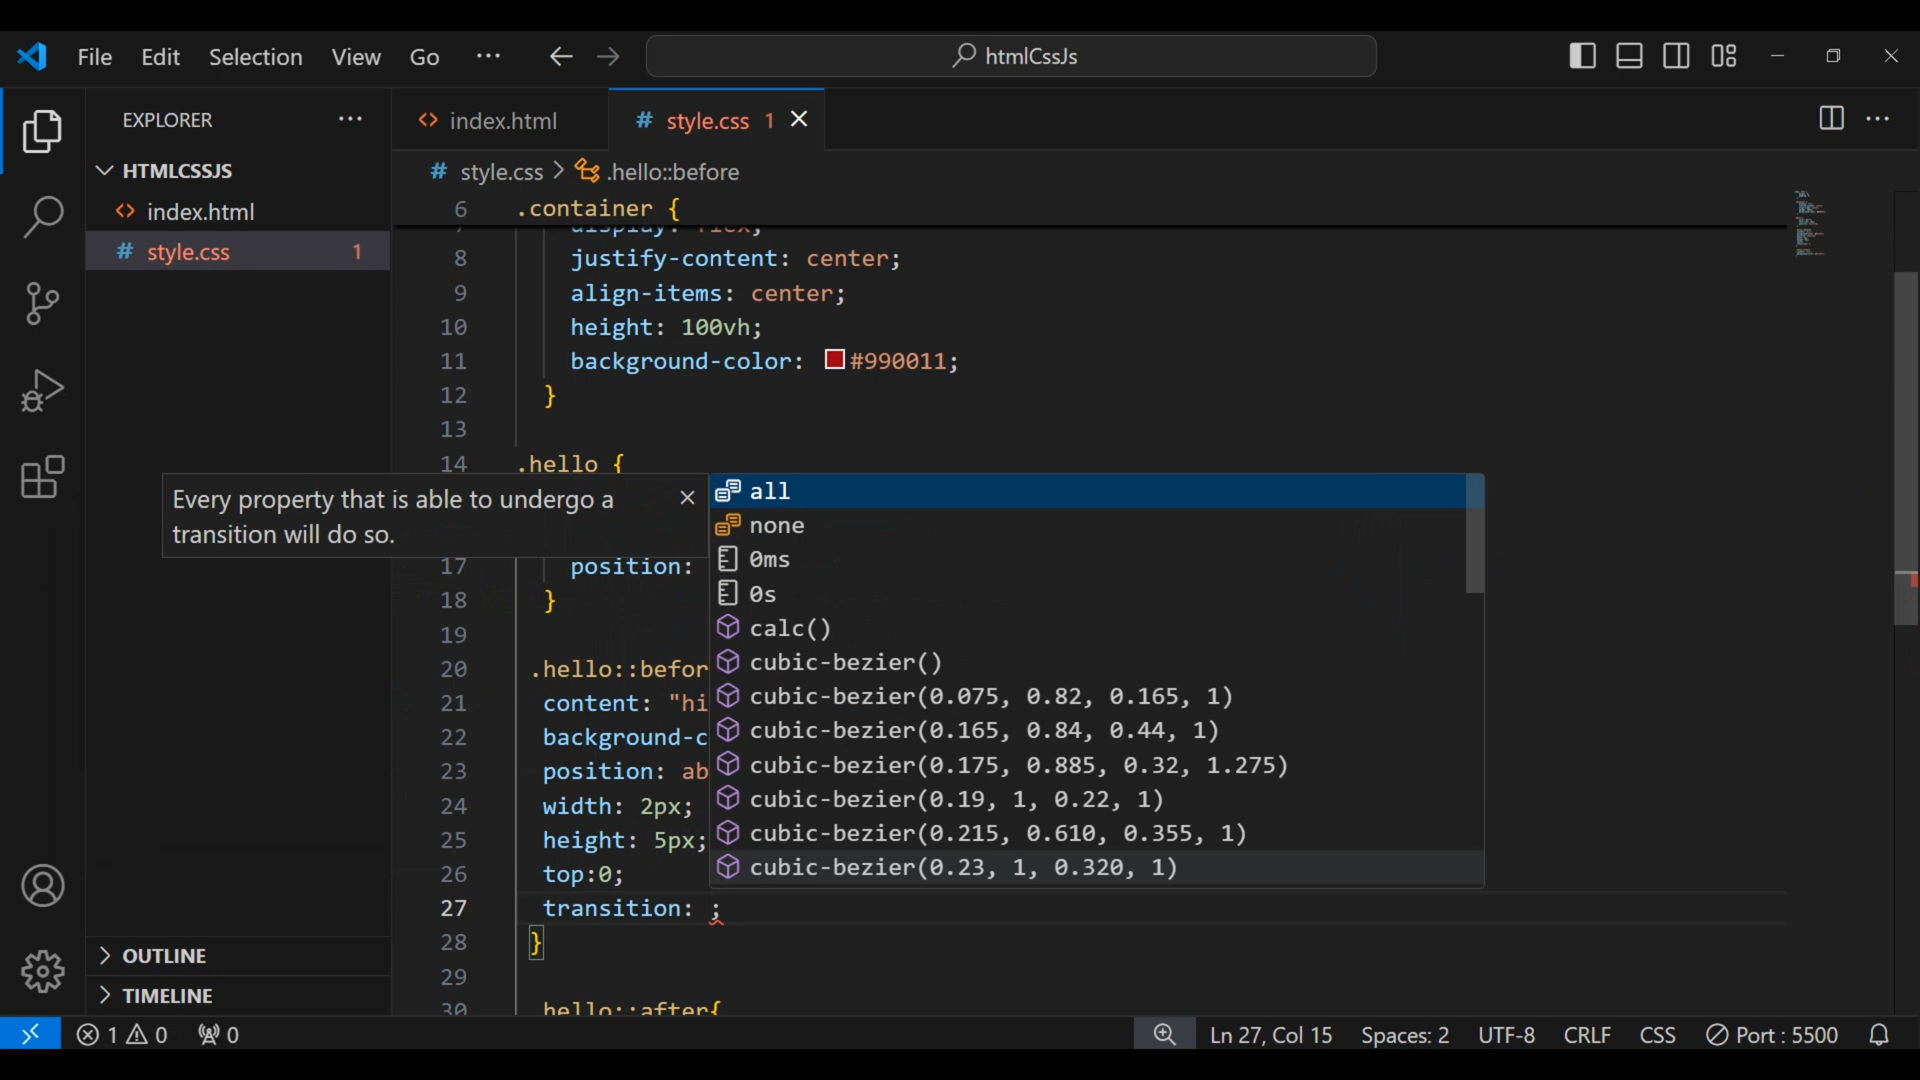 File Edit Selection View Go ... htmlCssJs
EXPLORER ...
HTMLCSSJS
index.html
style.css 1
OUTLINE
TIMELINE
index.html
style.css 1
style.css > .hello::before
6 .container {
7 display: flex;
8 justify-content: center;
9 align-items: center;
10 height: 100vh;
11 background-color: #990011;
12 }
13
14 .hello {
Every property that is able to undergo a
transition will do so.
17 position:
18 }
19
20 .hello::befor
21 content: "hi
22 background-c
23 position: ab
24 width: 2px;
25 height: 5px;
26 top:0;
27 transition: ;
28 }
29
30 hello::after{
all
none
0ms
0s
calc()
cubic-bezier()
cubic-bezier(0.075, 0.82, 0.165, 1)
cubic-bezier(0.165, 0.84, 0.44, 1)
cubic-bezier(0.175, 0.885, 0.32, 1.275)
cubic-bezier(0.19, 1, 0.22, 1)
cubic-bezier(0.215, 0.610, 0.355, 1)
cubic-bezier(0.23, 1, 0.320, 1)
1 0 0 Ln 27, Col 15 Spaces: 2 UTF-8 CRLF CSS Port : 5500